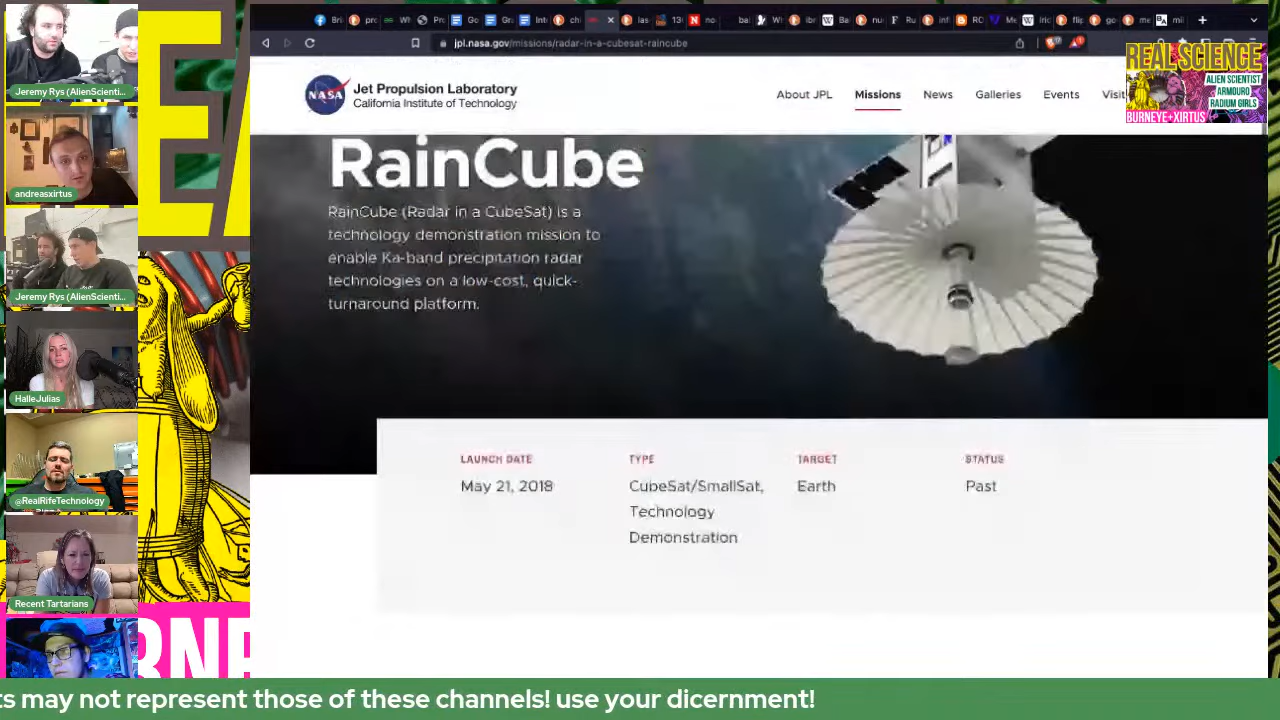 jpl.nasa.gov/missions/radar-in-a-cubesat-raincube
NASA
Jet Propulsion Laboratory
California Institute of Technology
About JPL
Missions
News
Galleries
Events
Visit
REAL SCIENCE
ALIEN SCIENTIST
ARMOURO
RADIUM GIRLS
BURNEYE+XIRTUS
RainCube
RainCube (Radar in a CubeSat) is a
technology demonstration mission to
enable Ka-band precipitation radar
technologies on a low-cost, quick-
turnaround platform.
LAUNCH DATE
May 21, 2018
TYPE
CubeSat/SmallSat,
Technology
Demonstration
TARGET
Earth
STATUS
Past
Jeremy Rys (AlienScienti...
andreasxirtus
Jeremy Rys (AlienScienti...
HalleJulias
@RealRifeTechnology
Recent Tartarians
ts may not represent those of these channels! use your dicernment!